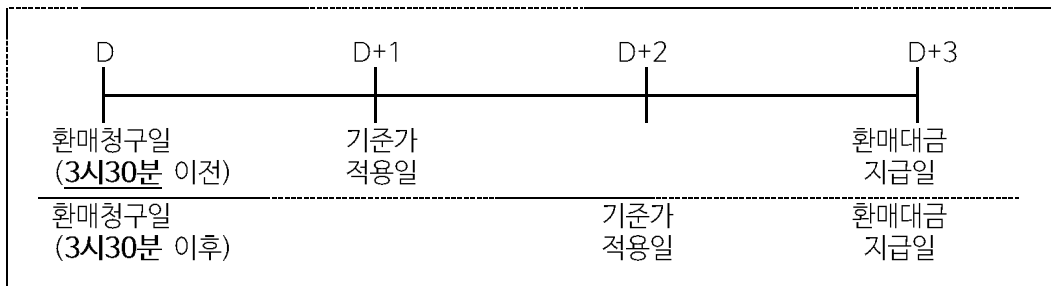 D D+1 D+2 D+3
환매청구일 기준가 환매대금
(3시30분 이전) 적용일 지급일
환매청구일 기준가 환매대금
(3시30분 이후) 적용일 지급일